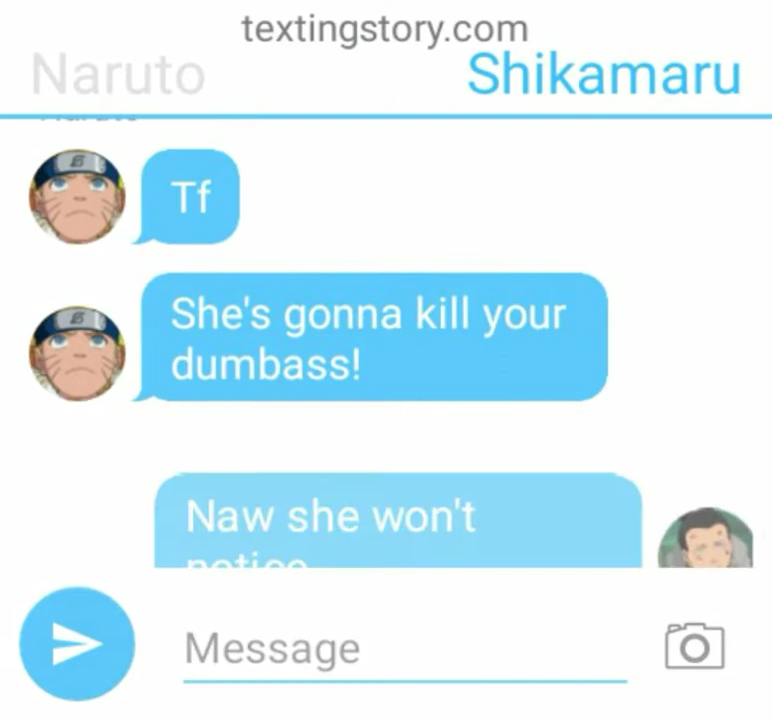 textingstory.com
Naruto Shikamaru
Tf
She's gonna kill your
dumbass!
Naw she won't
Message